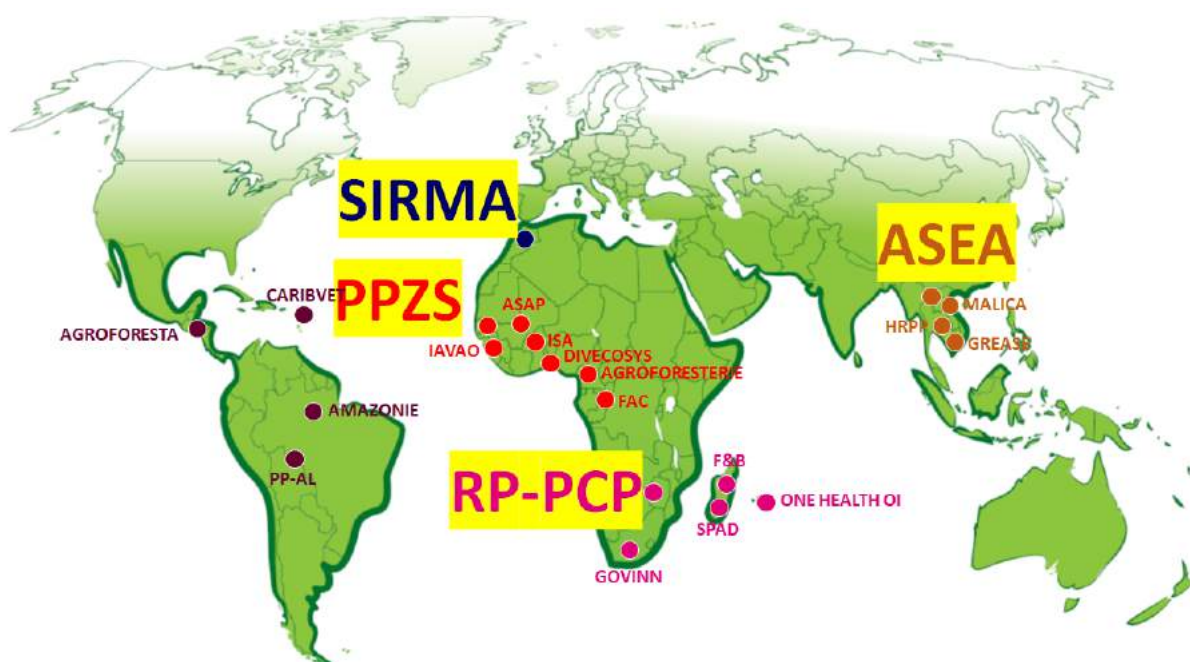 SIRMA
ASEA
PPZS
CARIBVET
AGROFORESTA
ASAP
MALICA
HRPP
GREASE
IAVAO
ISA
DIVECOSYS
AGROFORESTERIE
FAC
AMAZONIE
PP-AL
RP-PCP
F&B
ONE HEALTH OI
SPAD
GOVINN